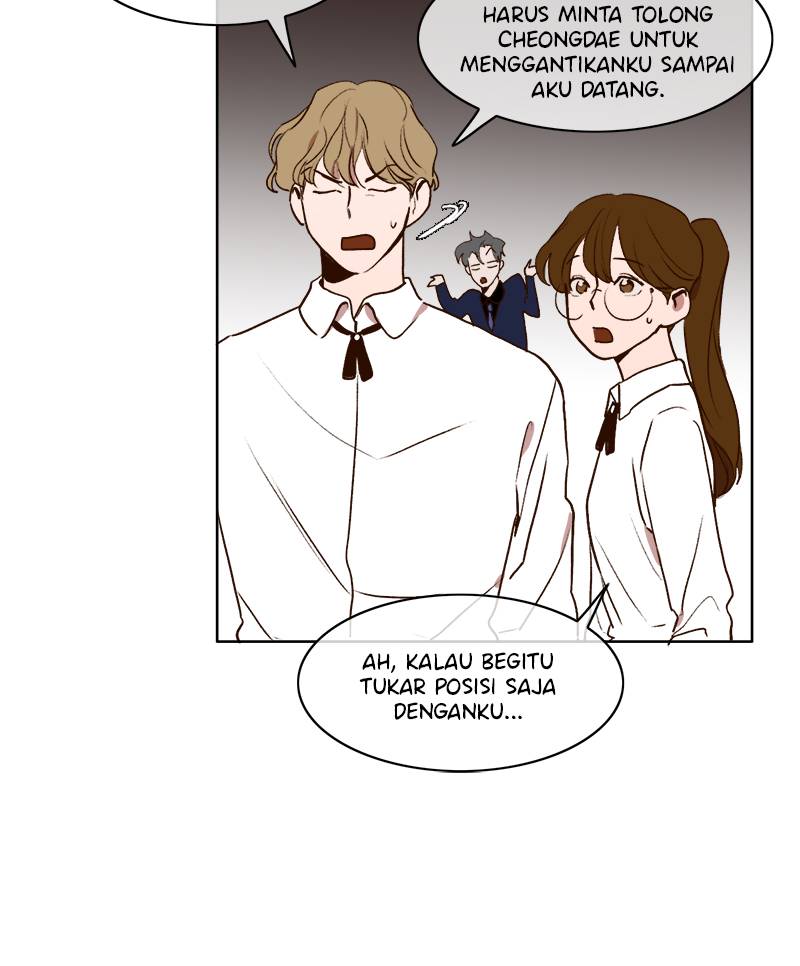 HARUS MINTA TOLONG
CHEONGDAE UNTUK
MENGGANTIKANKU SAMPAI
AKU DATANG.
AH, KALAU BEGITU
TUKAR POSISI SAJA
DENGANKU...